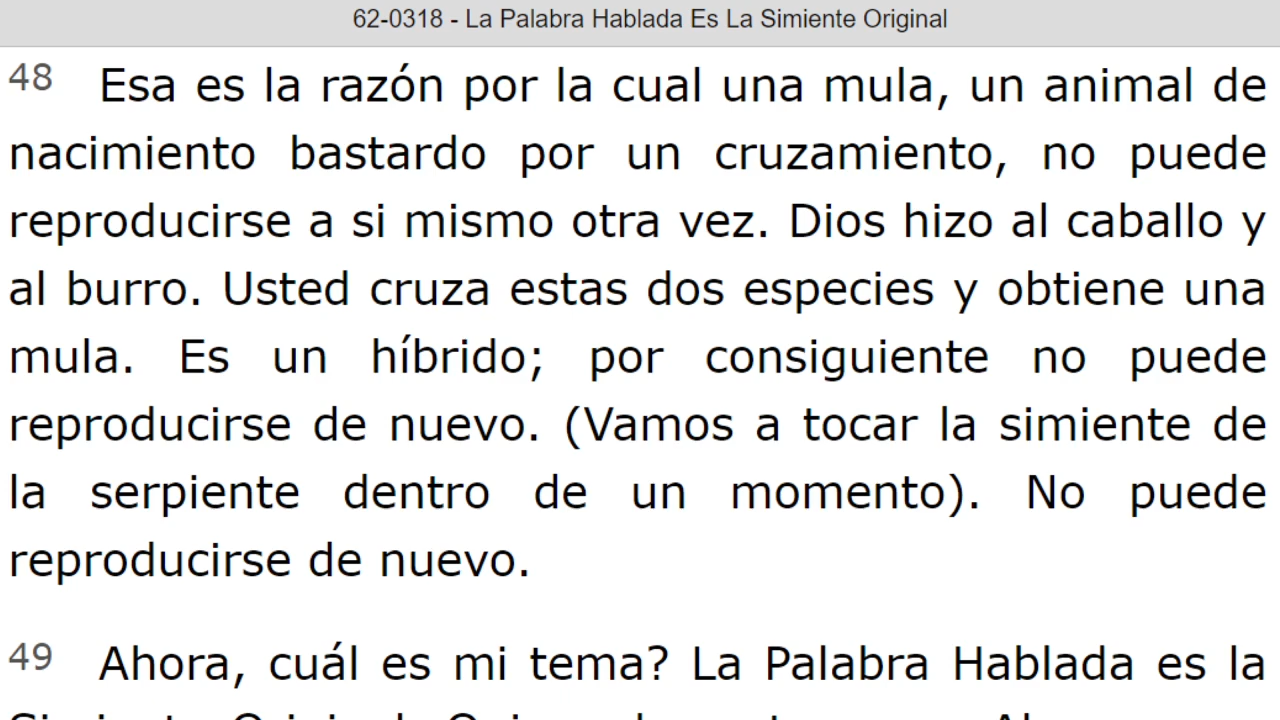 62-0318 - La Palabra Hablada Es La Simiente Original
48 Esa es la razón por la cual una mula, un animal de
nacimiento bastardo por un cruzamiento, no puede
reproducirse a si mismo otra vez. Dios hizo al caballo y
al burro. Usted cruza estas dos especies y obtiene una
mula. Es un híbrido; por consiguiente no puede
reproducirse de nuevo. (Vamos a tocar la simiente de
la serpiente dentro de un momento). No puede
reproducirse de nuevo.
49 Ahora, cuál es mi tema? La Palabra Hablada es la